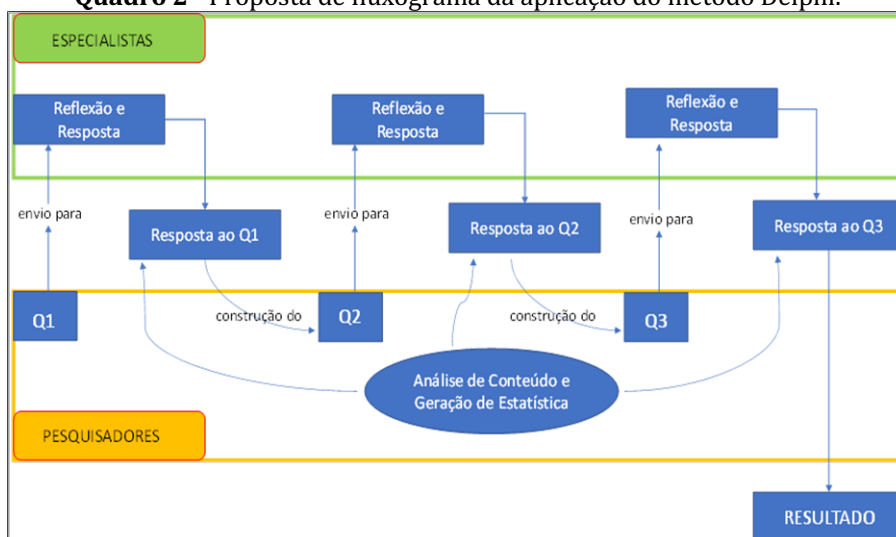 Quadro 2 - Proposta de fluxograma da aplicação do método Delphi.
ESPECIALISTAS
Reflexão e
Resposta
Reflexão e
Resposta
Reflexão e
Resposta
envio para
envio para
envio para
Resposta ao Q1
Resposta ao Q2
Resposta ao Q3
Q1
construção do
Q2
construção do
Q3
Análise de Conteúdo e
Geração de Estatística
PESQUISADORES
RESULTADO